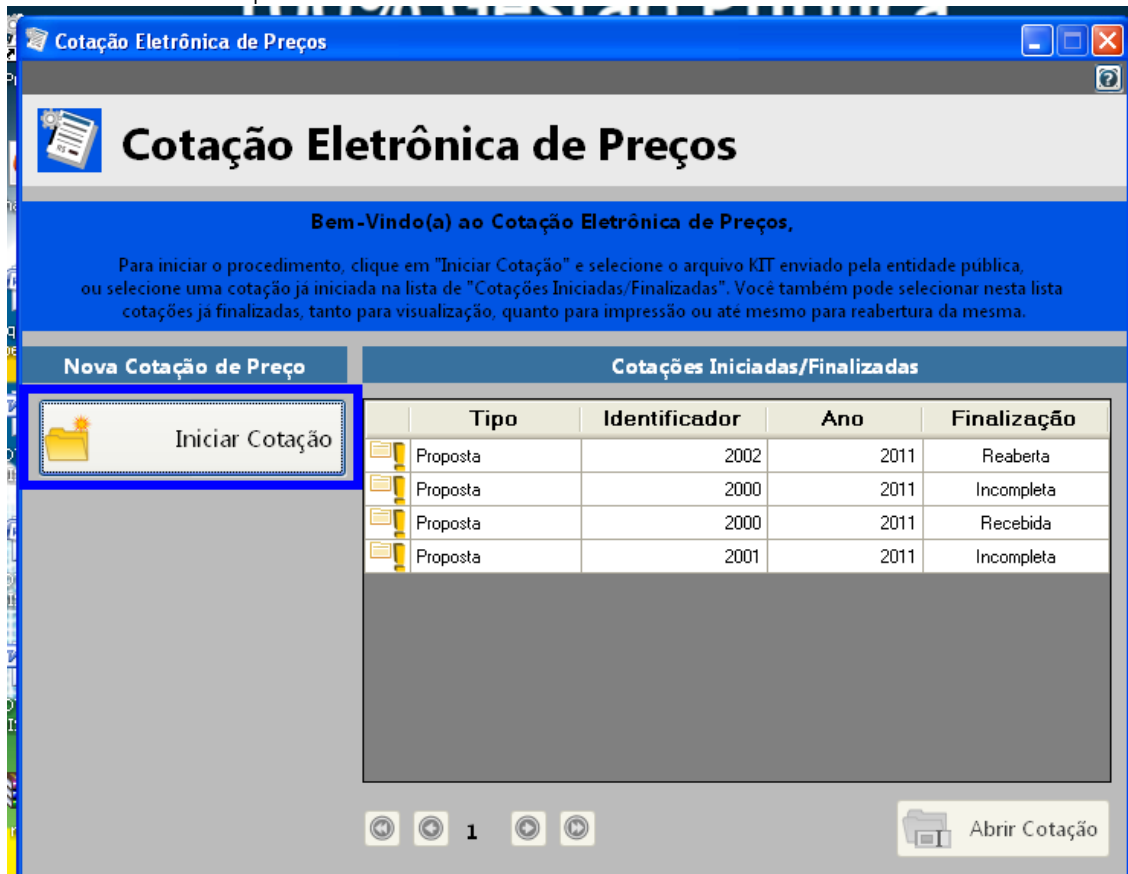 100% Gestão Pública
Cotação Eletrônica de Preços
Cotação Eletrônica de Preços
Bem-Vindo(a) ao Cotação Eletrônica de Preços,
Para iniciar o procedimento, clique em "Iniciar Cotação" e selecione o arquivo KIT enviado pela entidade pública,
ou selecione uma cotação já iniciada na lista de "Cotações Iniciadas/Finalizadas". Você também pode selecionar nesta lista
cotações já finalizadas, tanto para visualização, quanto para impressão ou até mesmo para reabertura da mesma.
Nova Cotação de Preço
Cotações Iniciadas/Finalizadas
Iniciar Cotação
Tipo Identificador Ano Finalização
Proposta 2002 2011 Reaberta
Proposta 2000 2011 Incompleta
Proposta 2000 2011 Recebida
Proposta 2001 2011 Incompleta
1
Abrir Cotação